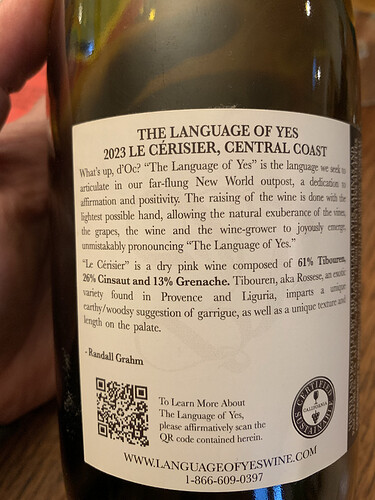 THE LANGUAGE OF YES
2023 LE CÉRISIER, CENTRAL COAST
What's up, d'Oc? "The Language of Yes" is the language we seek to
articulate in our far-flung New World outpost, a dedication to
affirmation and positivity. The raising of the wine is done with the
lightest possible hand, allowing the natural exuberance of the vines,
the grapes, the wine and the wine-grower to joyously emerge,
unmistakably pronouncing "The Language of Yes."
"Le Cérisier" is a dry pink wine composed of 61% Tibouren,
26% Cinsaut and 13% Grenache. Tibouren, aka Rossese, an exotic
variety found in Provence and Liguria, imparts a unique
earthy/woodsy suggestion of garrigue, as well as a unique texture and
length on the palate.
- Randall Grahm
To Learn More About
The Language of Yes,
please affirmatively scan the
QR code contained herein.
CERTIFIED
CALIFORNIA
SUSTAINABLE
WWW.LANGUAGEOFYESWINE.COM
1-866-609-0397